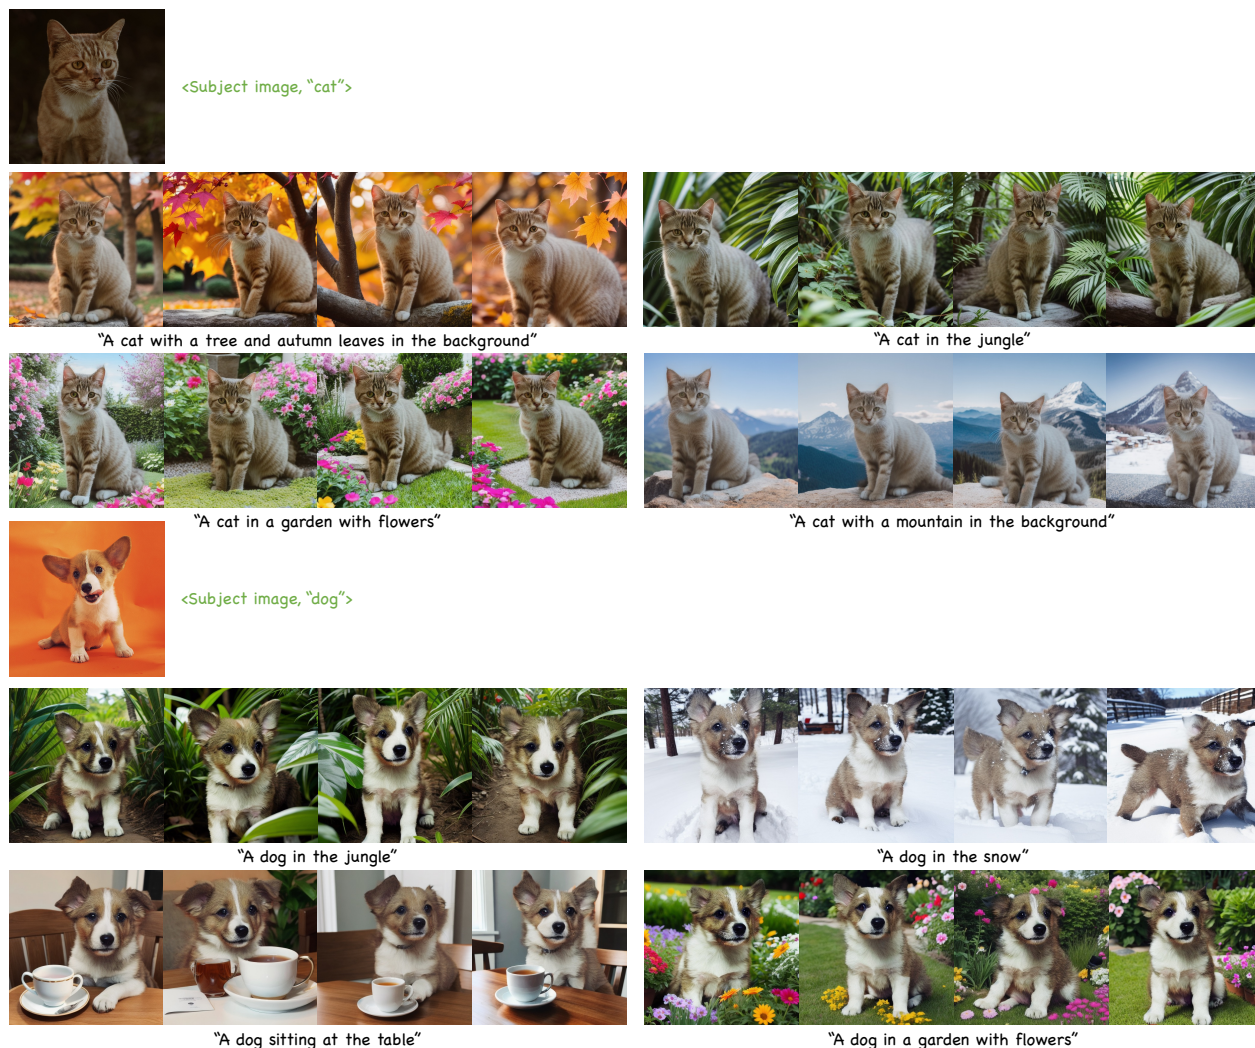 <Subject image, “cat”>
“A cat with a tree and autumn leaves in the background”
“A cat in the jungle”
“A cat in a garden with flowers”
“A cat with a mountain in the background”
<Subject image, “dog”>
“A dog in the jungle”
“A dog in the snow”
“A dog sitting at the table”
“A dog in a garden with flowers”